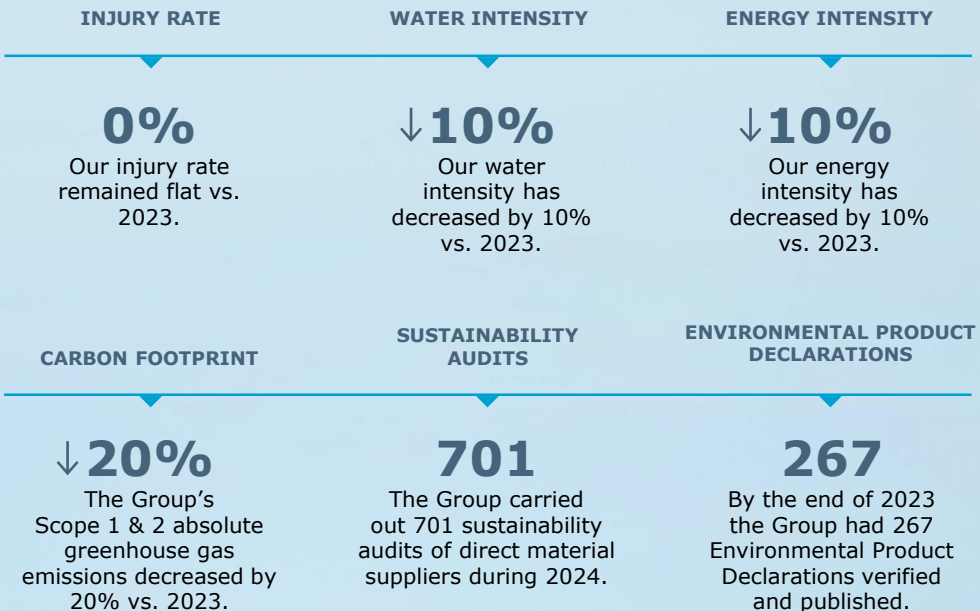 INJURY RATE
0%
Our injury rate
remained flat vs.
2023.
WATER INTENSITY
↓10%
Our water
intensity has
decreased by 10%
vs. 2023.
ENERGY INTENSITY
↓10%
Our energy
intensity has
decreased by 10%
vs. 2023.
CARBON FOOTPRINT
↓20%
The Group's
Scope 1 & 2 absolute
greenhouse gas
emissions decreased by
20% vs. 2023.
SUSTAINABILITY
AUDITS
701
The Group carried
out 701 sustainability
audits of direct material
suppliers during 2024.
ENVIRONMENTAL PRODUCT
DECLARATIONS
267
By the end of 2023
the Group had 267
Environmental Product
Declarations verified
and published.